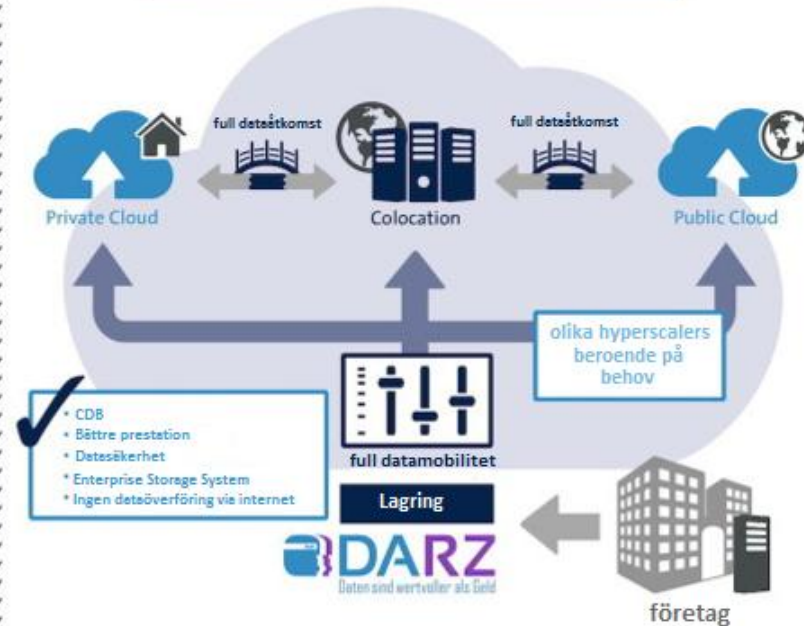 full dataåtkomst
full dataåtkomst
Private Cloud
Colocation
Public Cloud
olika hyperscalers
beroende på
behov
• CDB
• Bättre prestation
• Datasäkerhet
* Enterprise Storage System
* Ingen dataöverföring via internet
full datamobilitet
Lagring
DARZ
Daten sind wertvoller als Geld
företag